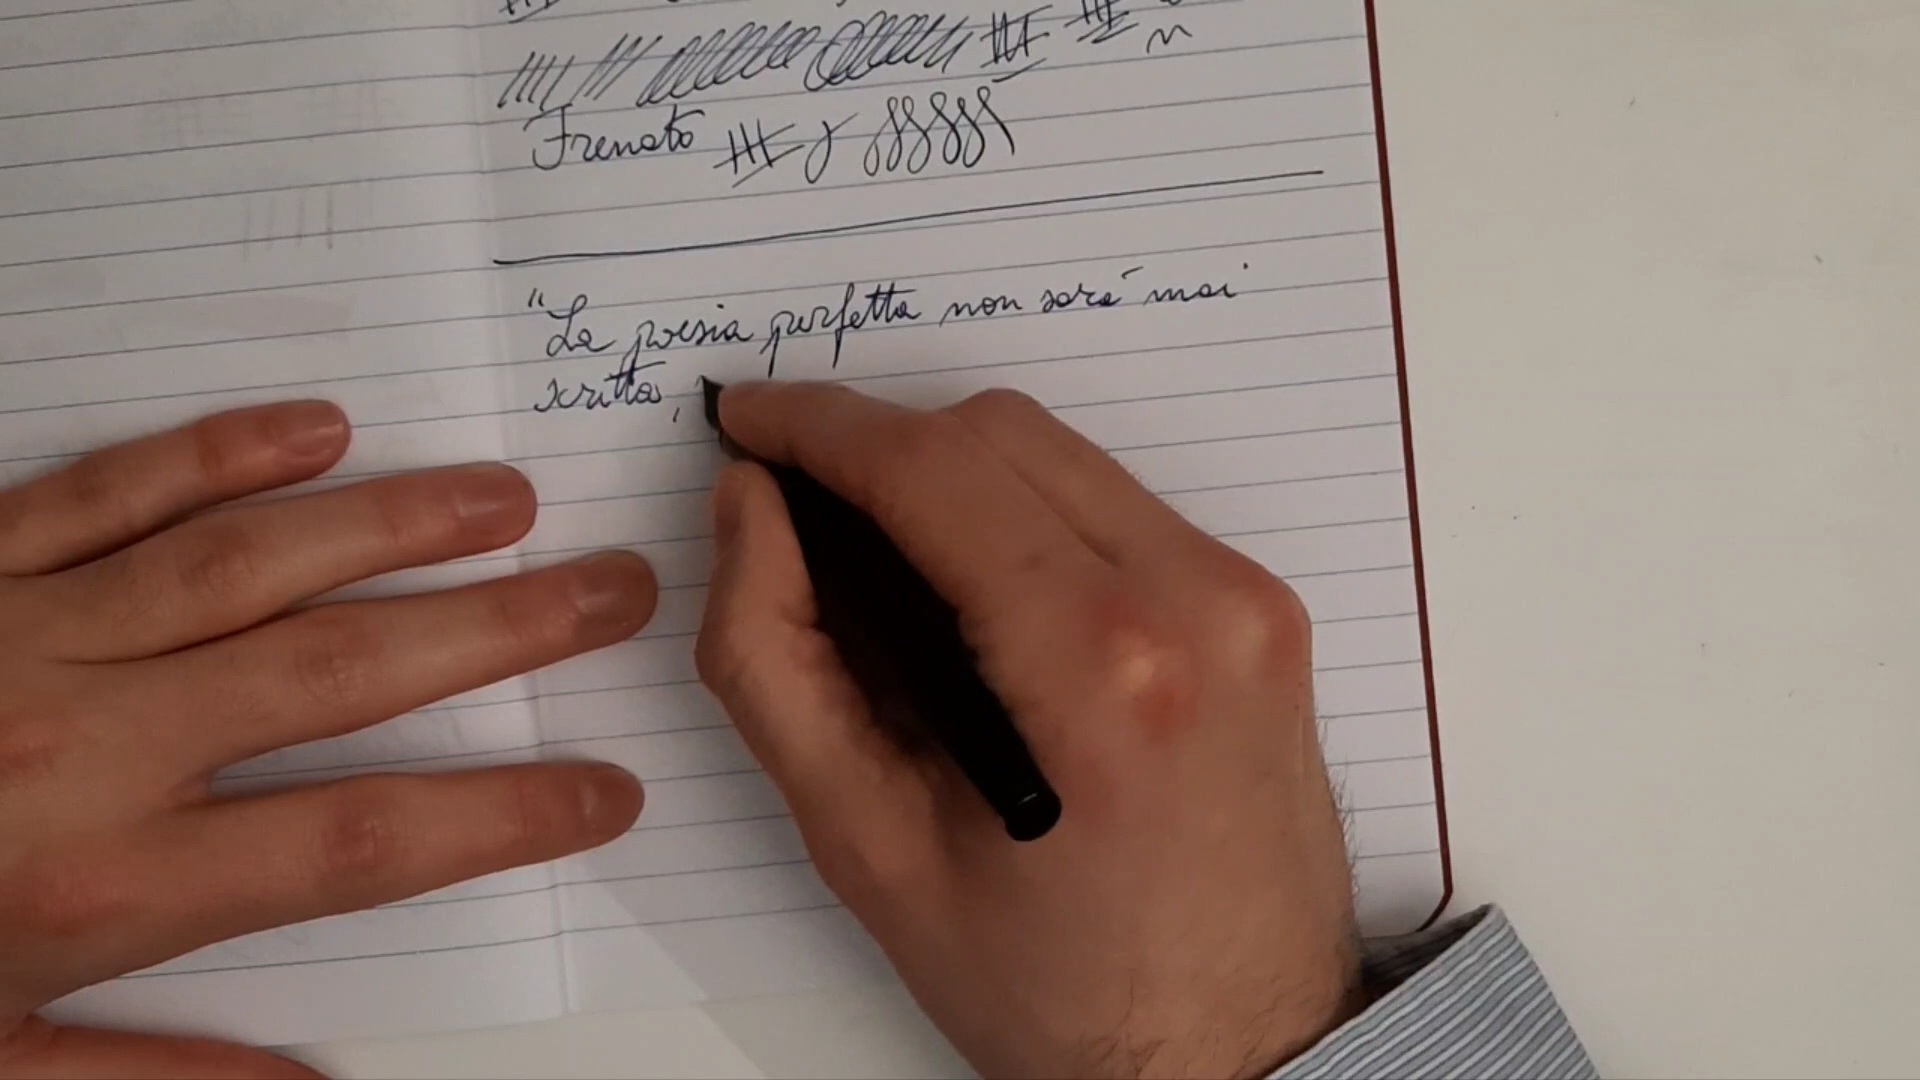 Frenato
"La poesia perfetta non sarà mai
scritta,